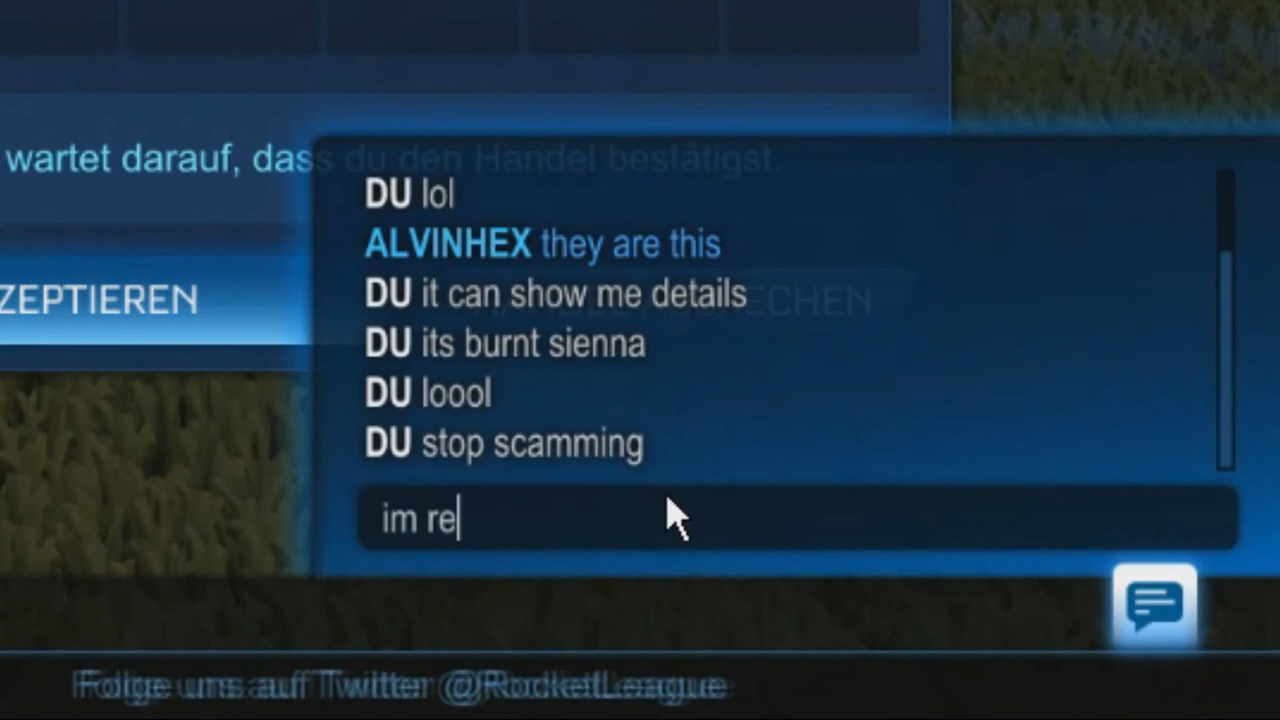 wartet darauf, dass du den Handel bestätigst.
DU lol
ALVINHEX they are this
DU it can show me details
ZEPTIEREN
DU its burnt sienna
DU loool
DU stop scamming
im re
Folge uns auf Twitter @RocketLeague